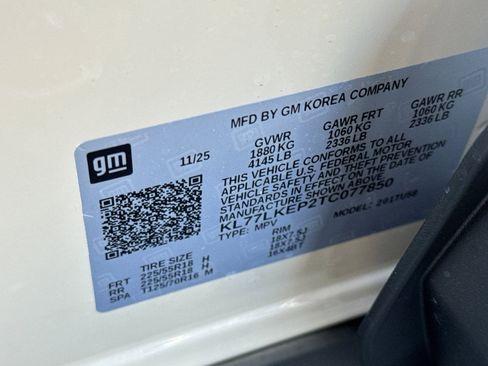 gm
MFD BY GM KOREA COMPANY
11/25
GVWR GAWR FRT GAWR RR
1880 KG 1060 KG 1060 KG
4145 LB 2336 LB 2336 LB
THIS VEHICLE CONFORMS TO ALL
APPLICABLE U.S. FEDERAL MOTOR
VEHICLE SAFETY AND THEFT PREVENTION
STANDARDS IN EFFECT ON THE DATE OF
MANUFACTURE SHOWN ABOVE.
KL77LKEP2TC077850
TYPE: MPV MODEL:
TIRE SIZE RIM
FRT 225/55R18 H 18X7.5J
RR 225/55R18 H 18X7.5J
SPA T125/70R16 M 16X4BT